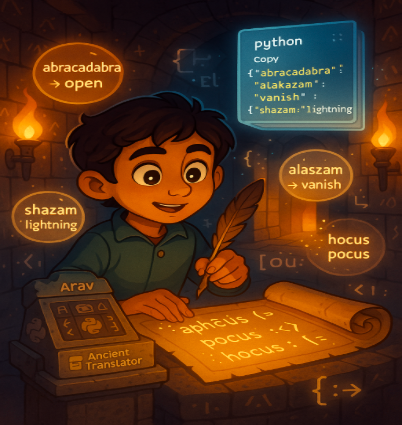 abracadabra
→ open
python
copy
{"abracadabra":
"alakazam" :
"vanish" :
{"shazam:"lightning
alaszam
→ vanish
shazam
lightning
hocus
pocus
Arav
Ancient
Translator
pocus :<7
hocus : (=
{:→